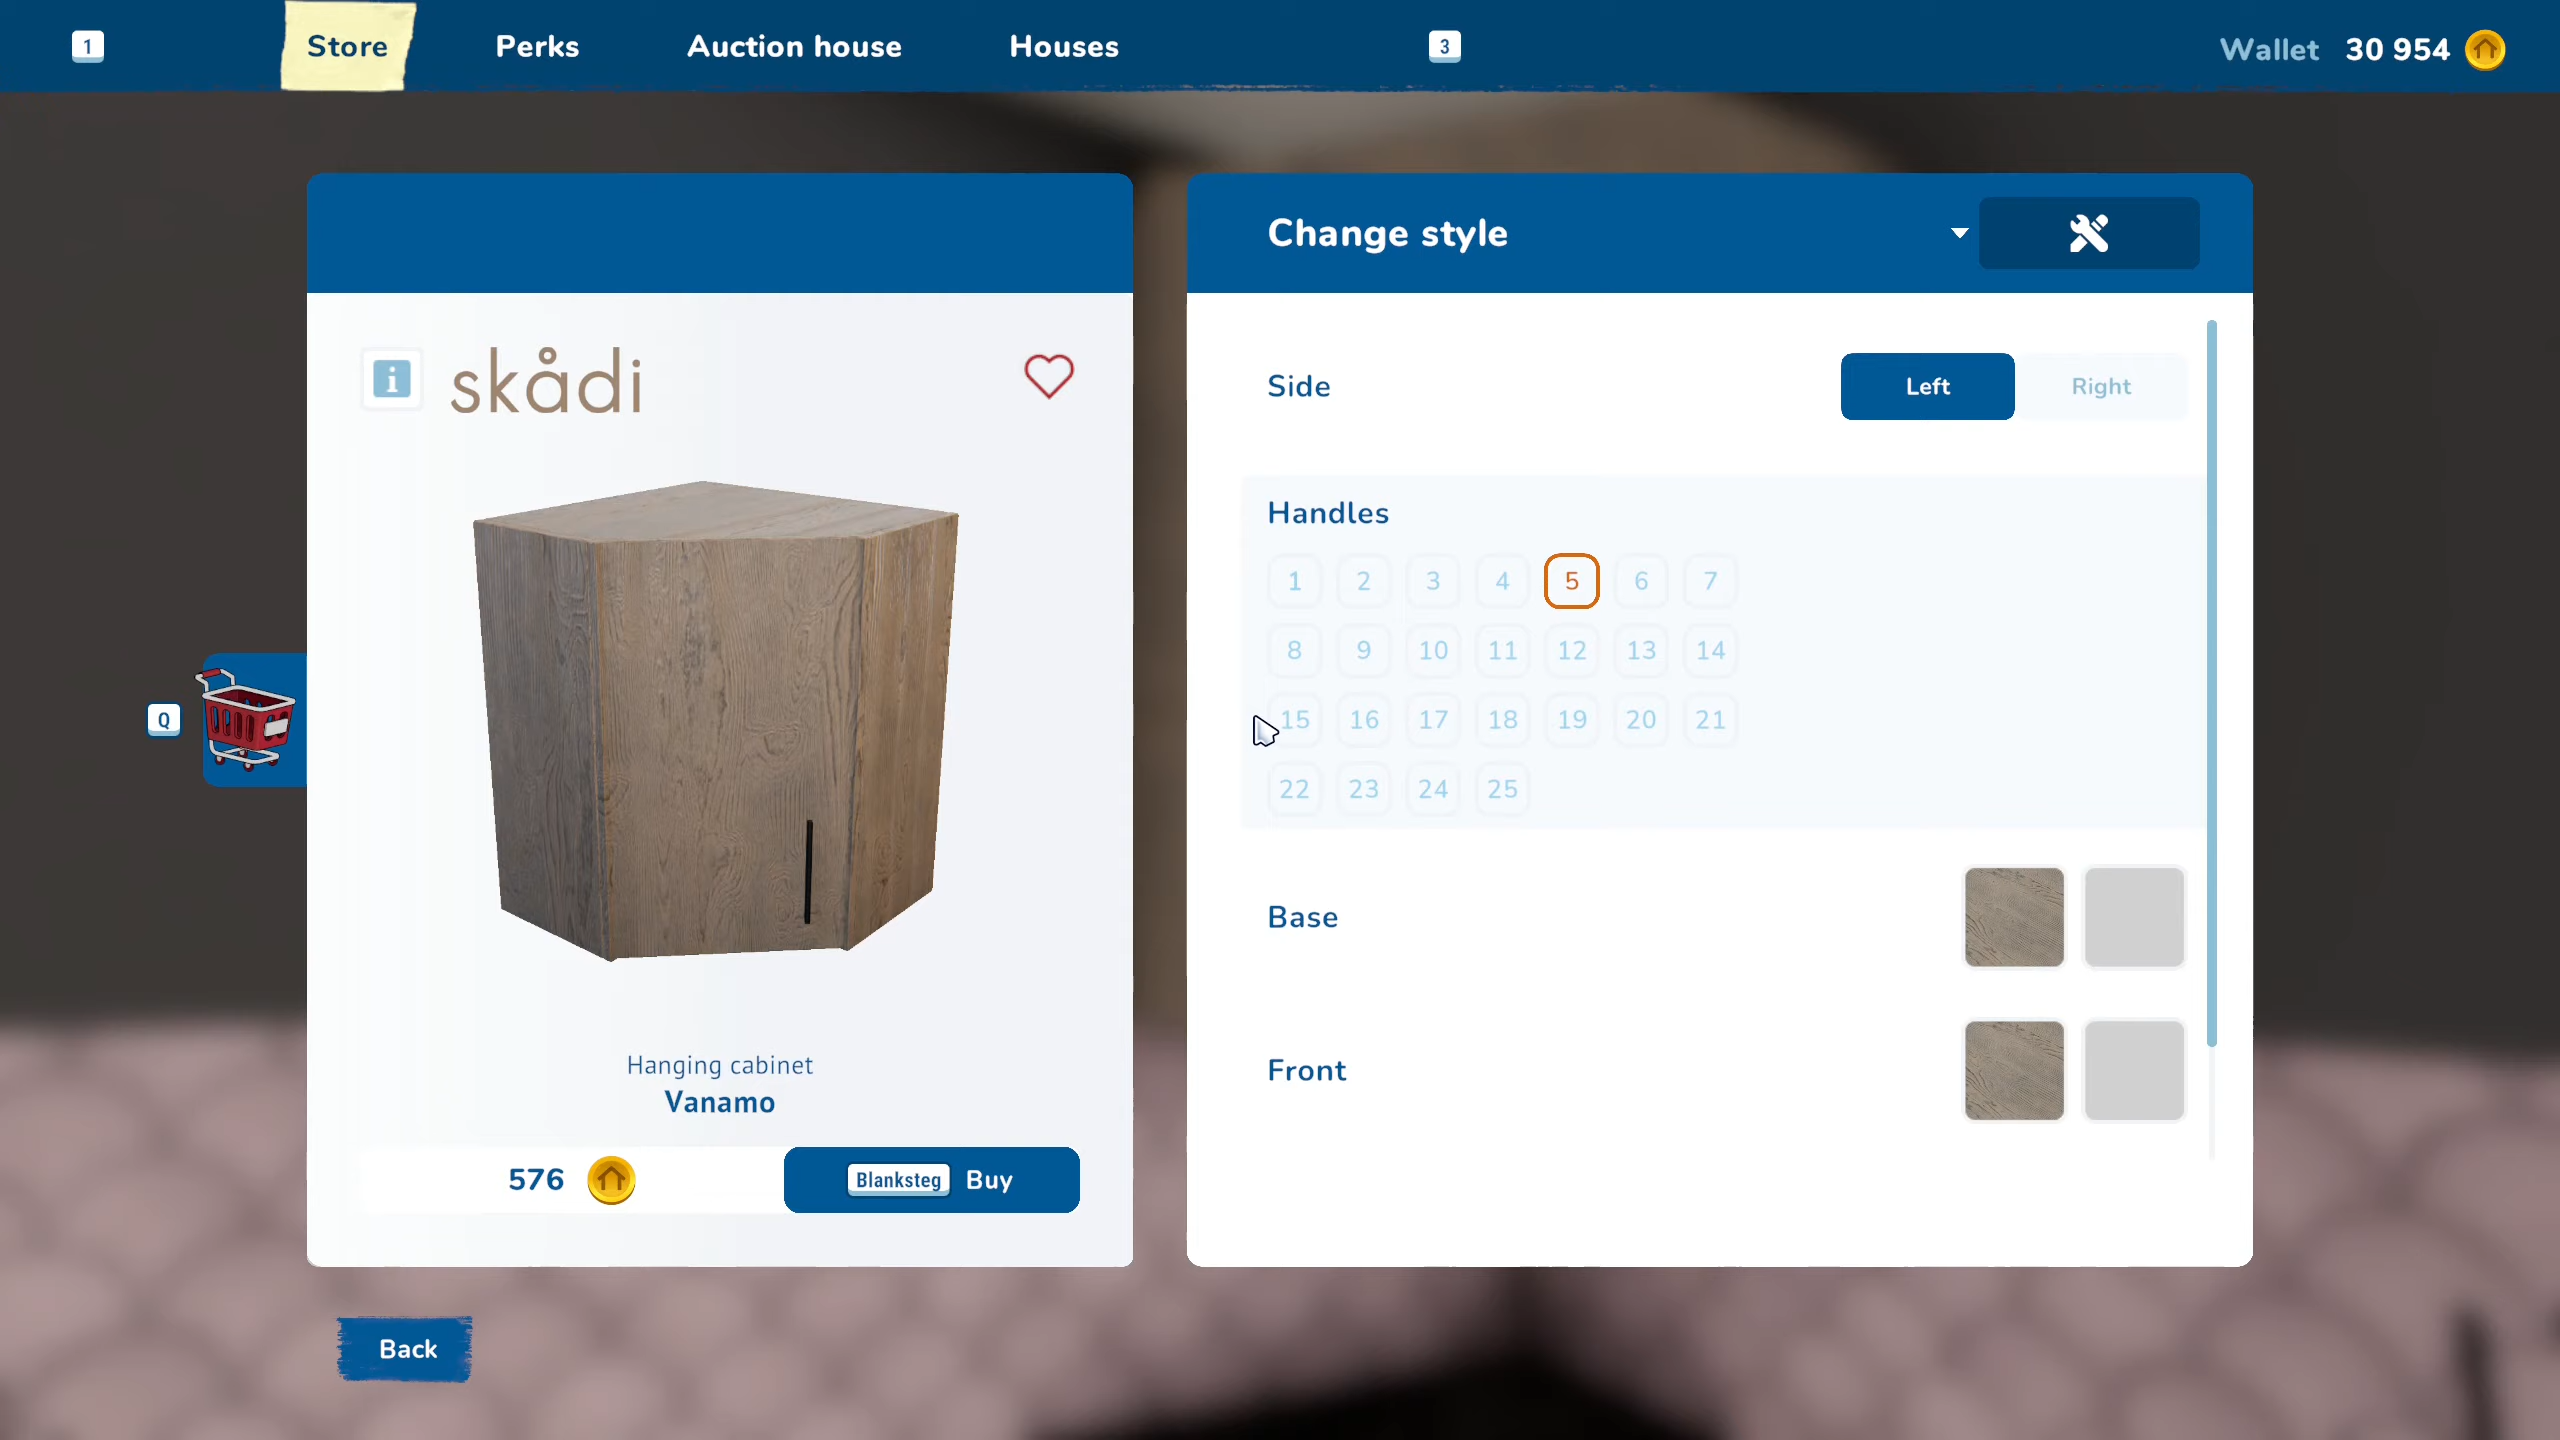 1 Store Perks Auction house Houses 3 Wallet 30 954
Change style
i skådi
Side Left Right
Handles
1 2 3 4 5 6 7
8 9 10 11 12 13 14
15 16 17 18 19 20 21
22 23 24 25
Q
Base
Front
Hanging cabinet
Vanamo
576 Blanksteg Buy
Back